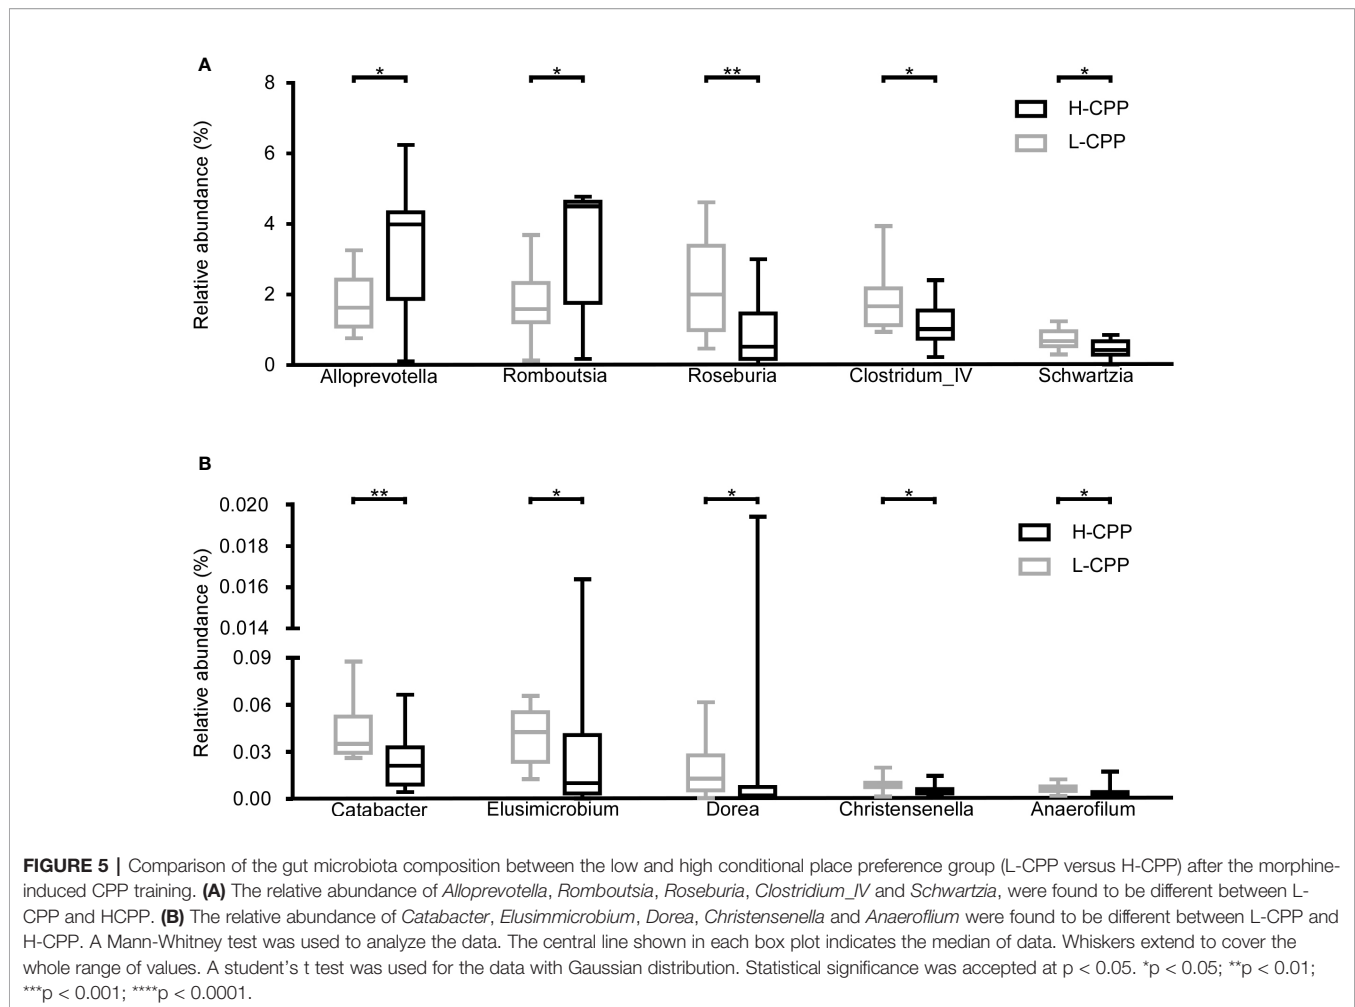 A
* * ** * *
8
6
4
2
0
Relative abundance (%)
H-CPP
L-CPP
Alloprevotella Romboutsia Roseburia Clostridum_IV Schwartzia
B
** * * * *
0.020
0.018
0.016
0.014
0.09
0.06
0.03
0.00
Relative abundance (%)
H-CPP
L-CPP
Catabacter Elusimicrobium Dorea Christensenella Anaerofilum
FIGURE 5 | Comparison of the gut microbiota composition between the low and high conditional place preference group (L-CPP versus H-CPP) after the morphine-
induced CPP training. (A) The relative abundance of Alloprevotella, Romboutsia, Roseburia, Clostridium_IV and Schwartzia, were found to be different between L-
CPP and HCPP. (B) The relative abundance of Catabacter, Elusimmicrobium, Dorea, Christensenella and Anaeroflium were found to be different between L-CPP and
H-CPP. A Mann-Whitney test was used to analyze the data. The central line shown in each box plot indicates the median of data. Whiskers extend to cover the
whole range of values. A student's t test was used for the data with Gaussian distribution. Statistical significance was accepted at p < 0.05. *p < 0.05; **p < 0.01;
***p < 0.001; ****p < 0.0001.